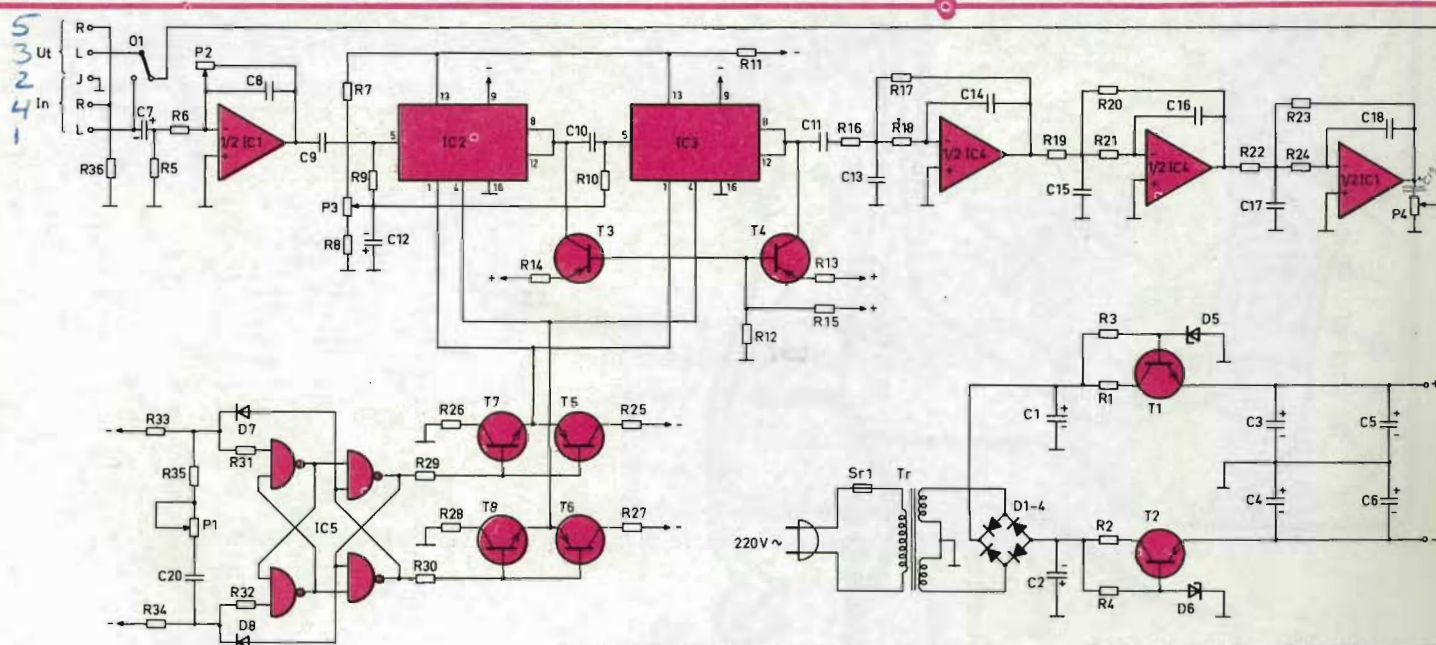 5 R
Ut 3 L
2 J
In 4 R
1 L
O1
P2
C8
C7
R6
R5
R36
1/2 IC1
C9
R7
R9
P3
R8
C12
13
9
5
IC2
8
12
1
4
16
-
C10
R10
R11
-
13
9
5
IC3
8
12
1
4
16
-
C11
R16
R17
R18
C13
C14
1/2 IC4
R19
R20
R21
C15
C16
1/2 IC4
R22
R23
R24
C17
C18
1/2 IC1
P4
T3
T4
R14
+
R13
+
R15
+
R12
R33
-
D7
R31
R35
P1
IC5
C20
R32
R34
-
D8
R29
R30
R26
T7
T5
R25
-
R28
T8
T6
R27
-
220V~
Sr1
Tr
D1-4
C1
+
-
C2
-
+
R3
D5
R1
T1
R2
T2
R4
D6
C3
+
-
C5
+
-
C4
+
-
C6
+
-
+
-